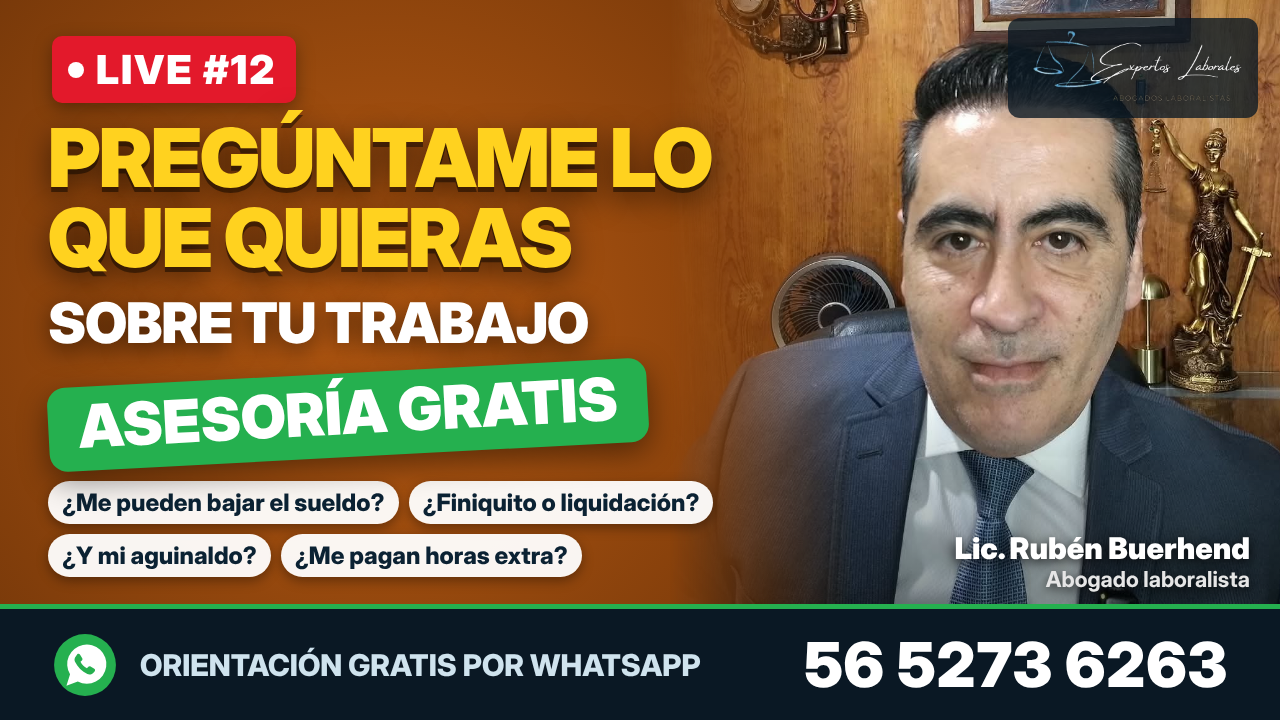 LIVE #12
PREGÚNTAME LO
QUE QUIERAS
SOBRE TU TRABAJO
ASESORÍA GRATIS
¿Me pueden bajar el sueldo?
¿Finiquito o liquidación?
¿Y mi aguinaldo?
¿Me pagan horas extra?
Expertos Laborales
ABOGADOS LABORALISTAS
Lic. Rubén Buerhend
Abogado laboralista
ORIENTACIÓN GRATIS POR WHATSAPP
56 5273 6263